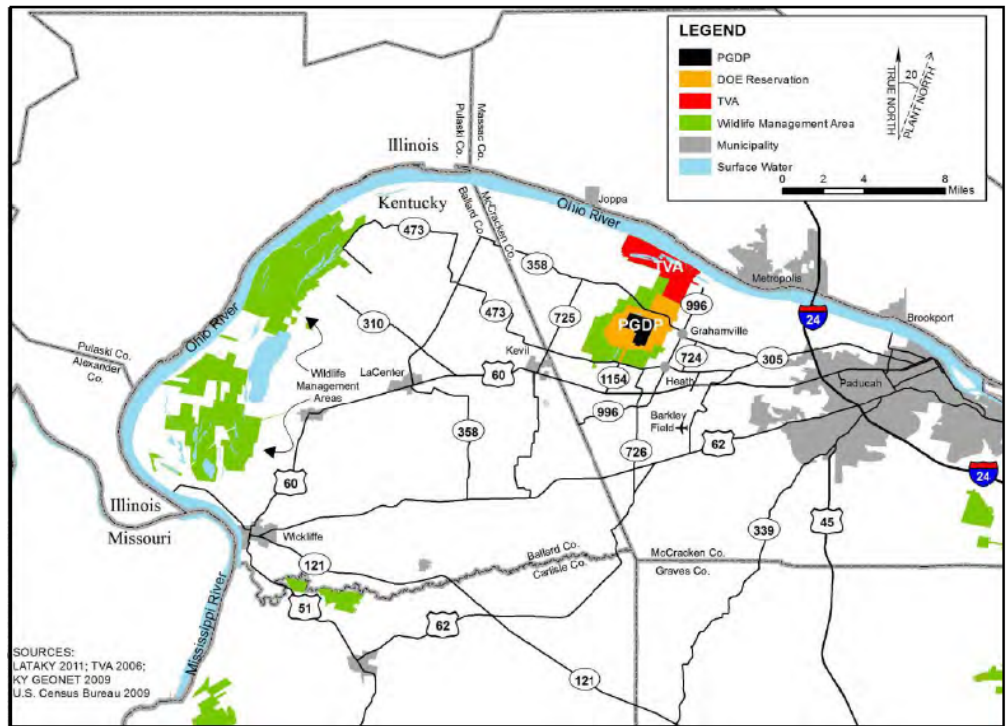 LEGEND
PGDP
DOE Reservation
TVA
Wildlife Management Area
Municipality
Surface Water
TRUE NORTH
20
PLANT NORTH
0 2 4 8
Miles
Pulaski Co.
Massac Co.
Illinois
Kentucky
Ohio River
Joppa
Ballard Co.
McCracken Co.
473
358
TVA
Metropolis
996
24
Brookport
Ohio River
310
473
725
PGDP
Grahamville
Pulaski Co.
Alexander Co.
Wildlife
Management
Areas
LaCenter
60
Kevil
724
305
1154
Heath
Paducah
996
Barkley
Field
358
726
62
60
24
Illinois
Missouri
Wickliffe
339
45
121
Ballard Co.
Carlisle Co.
McCracken Co.
Graves Co.
51
62
Mississippi River
121
SOURCES:
LATAKY 2011; TVA 2006;
KY GEONET 2009
U.S. Census Bureau 2009